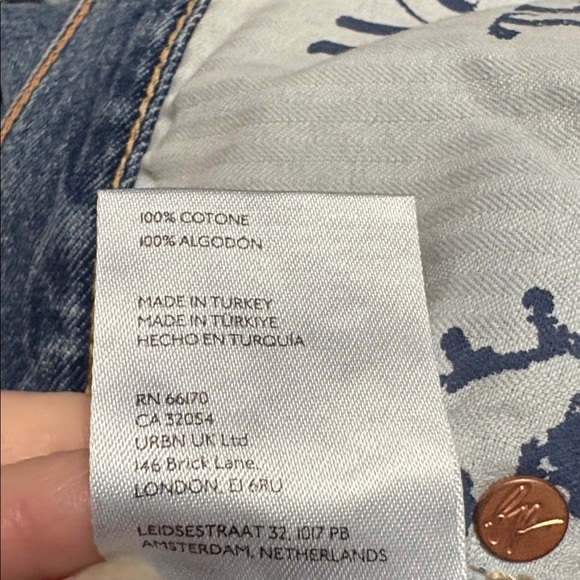 100% COTONE
100% ALGODÓN
MADE IN TURKEY
MADE IN TÜRKIYE
HECHO EN TURQUÍA
RN 66170
CA 32054
URBN UK Ltd
146 Brick Lane,
LONDON, E1 6RU
LEIDSESTRAAT 32, 1017 PB
AMSTERDAM, NETHERLANDS